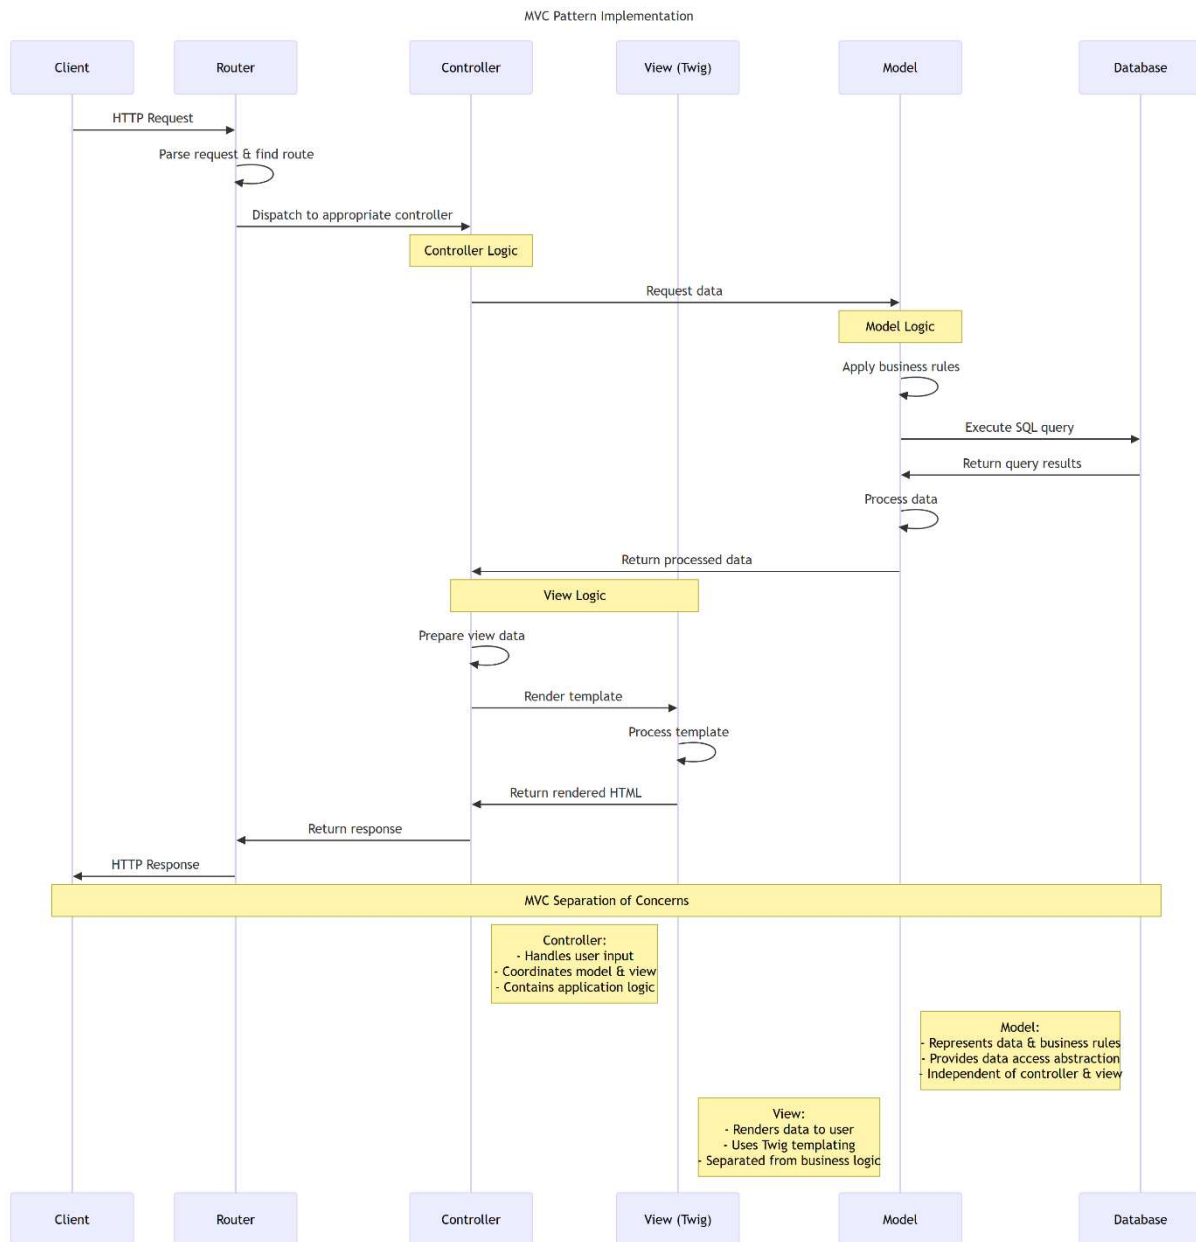 MVC Pattern Implementation
Client
Router
Controller
View (Twig)
Model
Database
HTTP Request
Parse request & find route
Dispatch to appropriate controller
Controller Logic
Request data
Model Logic
Apply business rules
Execute SQL query
Return query results
Process data
Return processed data
View Logic
Prepare view data
Render template
Process template
Return rendered HTML
Return response
HTTP Response
MVC Separation of Concerns
Controller:
- Handles user input
- Coordinates model & view
- Contains application logic
Model:
- Represents data & business rules
- Provides data access abstraction
- Independent of controller & view
View:
- Renders data to user
- Uses Twig templating
- Separated from business logic
Client
Router
Controller
View (Twig)
Model
Database